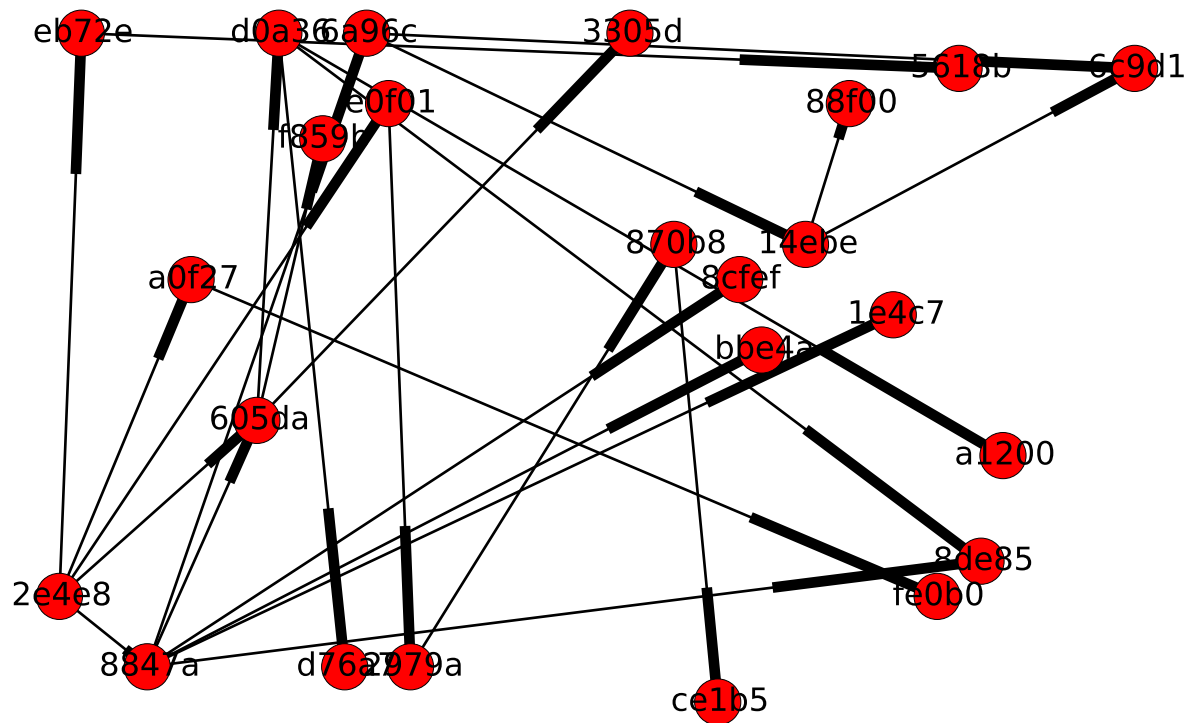 eb72e
d0a36
6a96c
3305d
5618b
6c9d1
88f00
e0f01
f859b
870b8
14ebe
a0f27
8cfef
1e4c7
bbe4a
605da
a1200
8de85
2e4e8
fe0b0
8847a
2979a
ce1b5